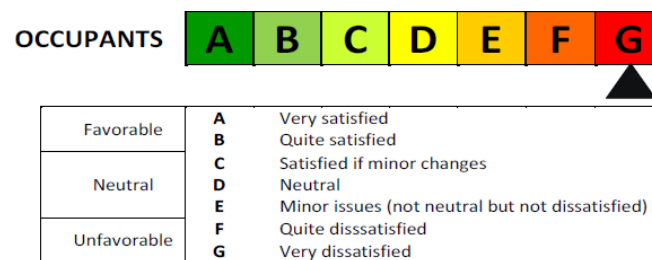 OCCUPANTS A B C D E F G
Favorable
A Very satisfied
B Quite satisfied
Neutral
C Satisfied if minor changes
D Neutral
E Minor issues (not neutral but not dissatisfied)
Unfavorable
F Quite disssatisfied
G Very dissatisfied